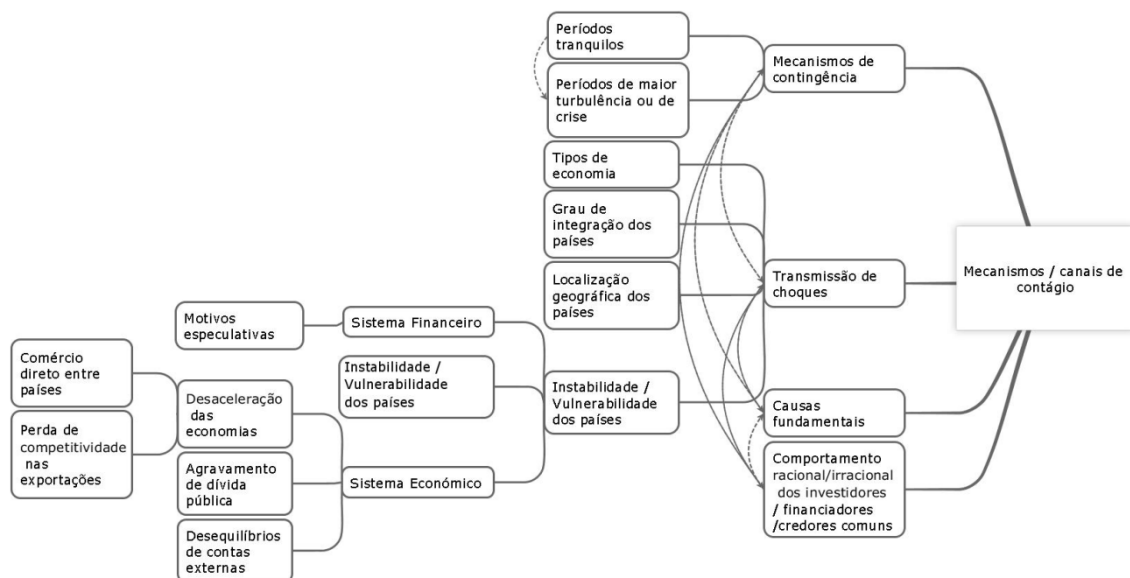 Períodos
tranquilos
Períodos de maior
turbulência ou de
crise
Mecanismos de
contingência
Tipos de
economia
Grau de
integração dos
países
Localização
geográfica dos
países
Transmissão de
choques
Mecanismos / canais de
contágio
Motivos
especulativas
Sistema Financeiro
Comércio
direto entre
países
Desaceleração
das
economias
Instabilidade /
Vulnerabilidade
dos países
Instabilidade /
Vulnerabilidade
dos países
Causas
fundamentais
Perda de
competitividade
nas
exportações
Agravamento
de dívida
pública
Sistema Económico
Comportamento
racional/irracional
dos investidores
/ financiadores
/credores comuns
Desequilíbrios
de contas
externas